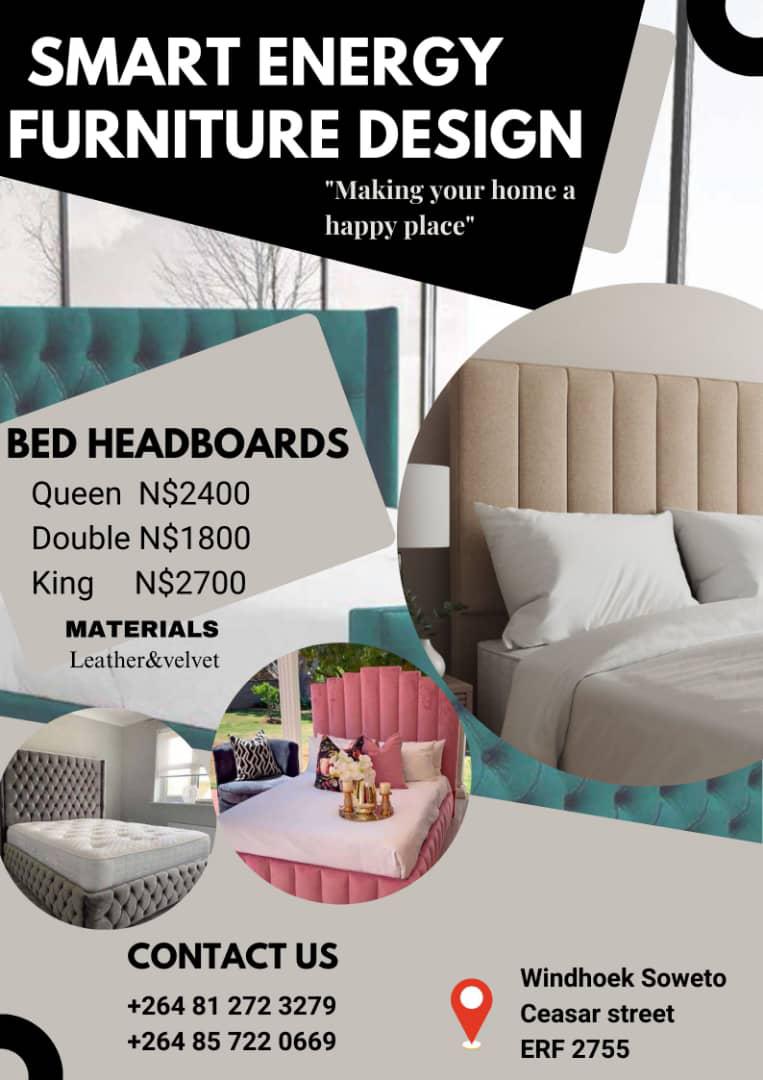 SMART ENERGY
FURNITURE DESIGN
"Making your home a
happy place"
BED HEADBOARDS
Queen N$2400
Double N$1800
King N$2700
MATERIALS
Leather&velvet
CONTACT US
+264 81 272 3279
+264 85 722 0669
Windhoek Soweto
Ceasar street
ERF 2755